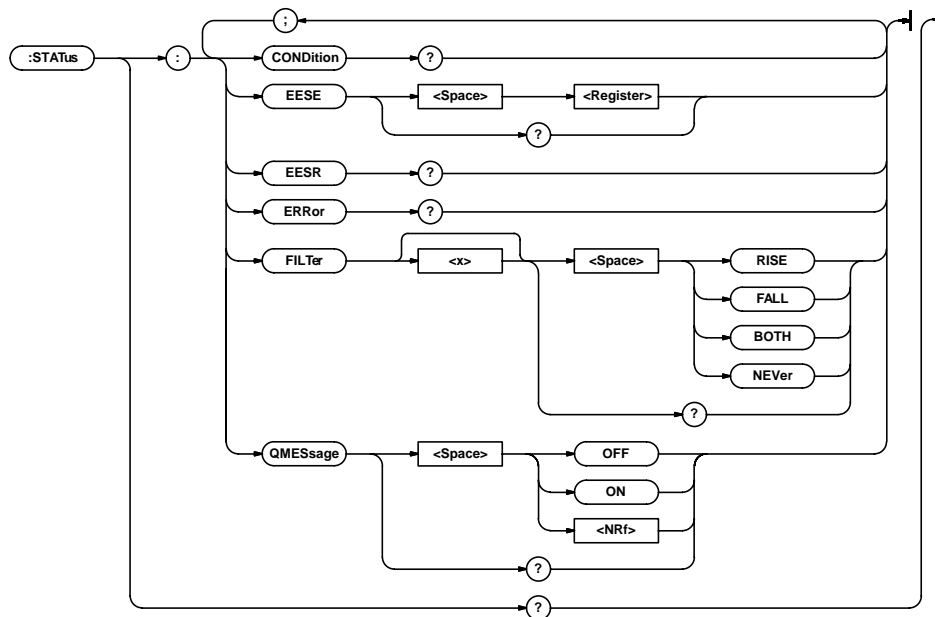 ;
:STATus : CONDition ?
EESE <Space> <Register>
?
EESR ?
ERRor ?
FILTer <x> <Space> RISE
FALL
BOTH
NEVer
?
QMESsage <Space> OFF
ON
<NRf>
?
?